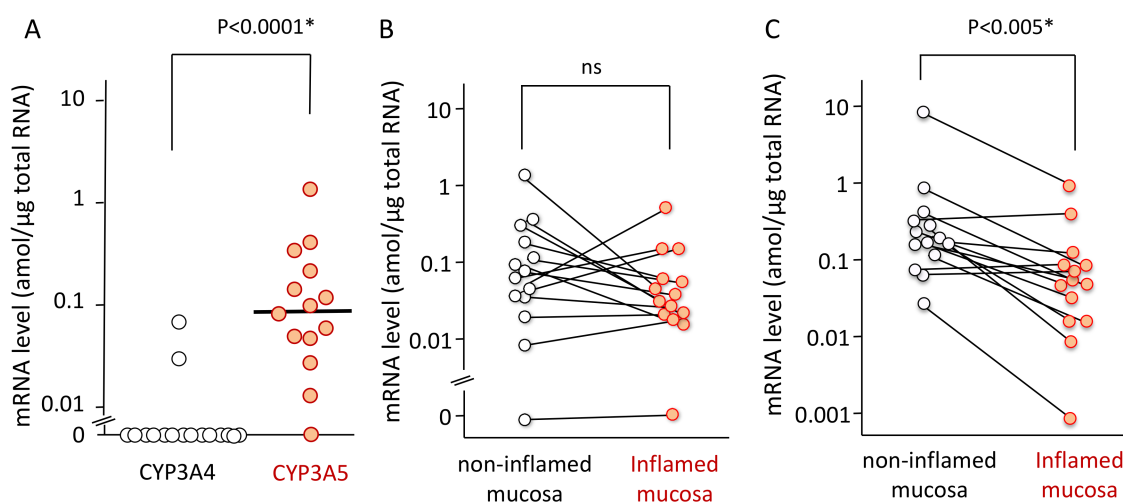 A
P<0.0001*
mRNA level (amol/µg total RNA)
10
1
0.1
0.01
0
CYP3A4
CYP3A5
B
ns
mRNA level (amol/µg total RNA)
10
1
0.1
0.01
0
non-inflamed
mucosa
Inflamed
mucosa
C
P<0.005*
mRNA level (amol/µg total RNA)
10
1
0.1
0.01
0.001
non-inflamed
mucosa
Inflamed
mucosa